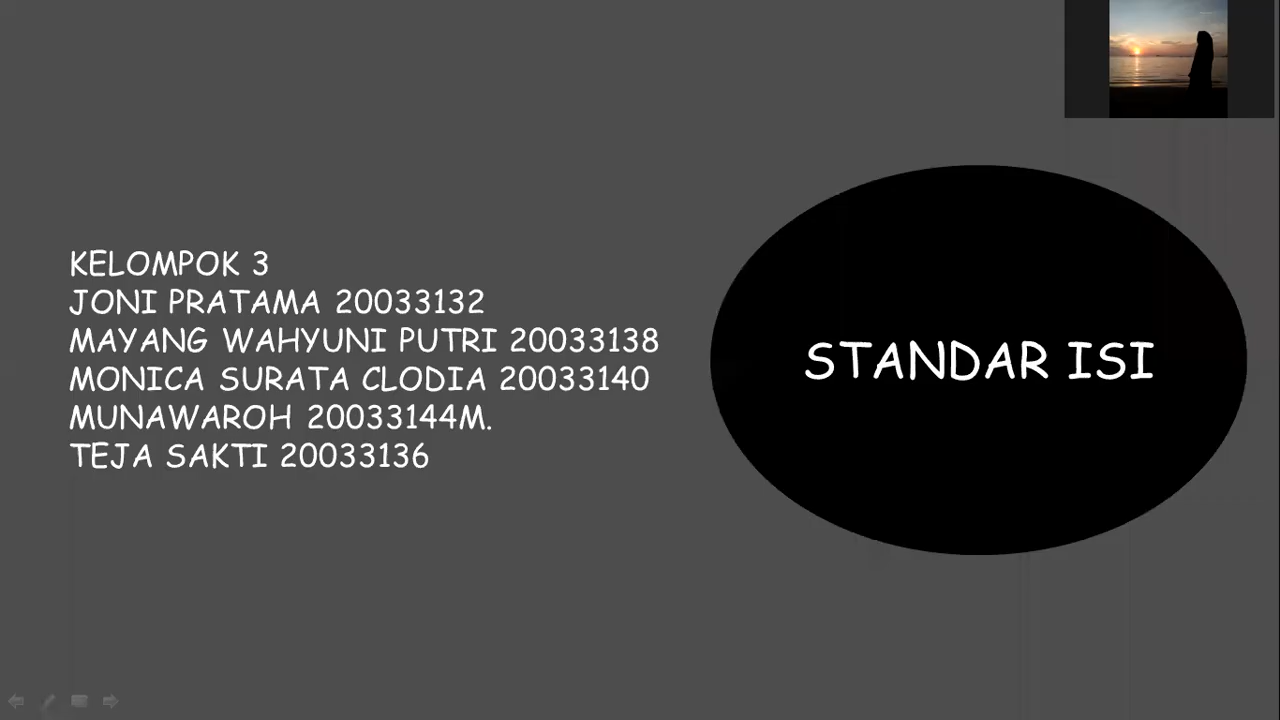 KELOMPOK 3
JONI PRATAMA 20033132
MAYANG WAHYUNI PUTRI 20033138
MONICA SURATA CLODIA 20033140
MUNAWAROH 20033144M.
TEJA SAKTI 20033136
STANDAR ISI